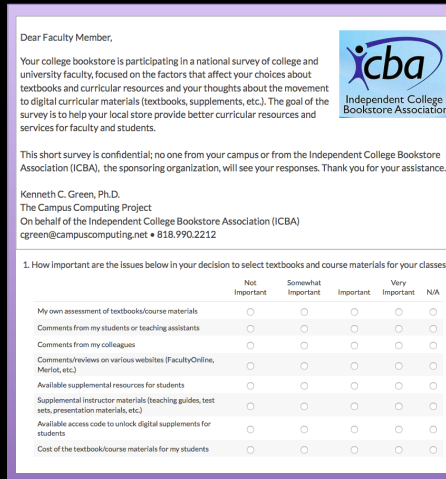 Dear Faculty Member,
Your college bookstore is participating in a national survey of college and
university faculty, focused on the factors that affect your choices about
textbooks and curricular resources and your thoughts about the movement
to digital curricular materials (textbooks, supplements, etc.). The goal of the
survey is to help your local store provide better curricular resources and
services for faculty and students.
icba
Independent College
Bookstore Association
This short survey is confidential; no one from your campus or from the Independent College Bookstore
Association (ICBA), the sponsoring organization, will see your responses. Thank you for your assistance.
Kenneth C. Green, Ph.D.
The Campus Computing Project
On behalf of the Independent College Bookstore Association (ICBA)
cgreen@campuscomputing.net • 818.990.2212
1. How important are the issues below in your decision to select textbooks and course materials for your classes
Not Somewhat Very
Important Important Important Important N/A
My own assessment of textbooks/course materials
Comments from my students or teaching assistants
Comments from my colleagues
Comments/reviews on various websites (FacultyOnline,
Merlot, etc.)
Available supplemental resources for students
Supplemental instructor materials (teaching guides, test
sets, presentation materials, etc.)
Available access code to unlock digital supplements for
students
Cost of the textbook/course materials for my students